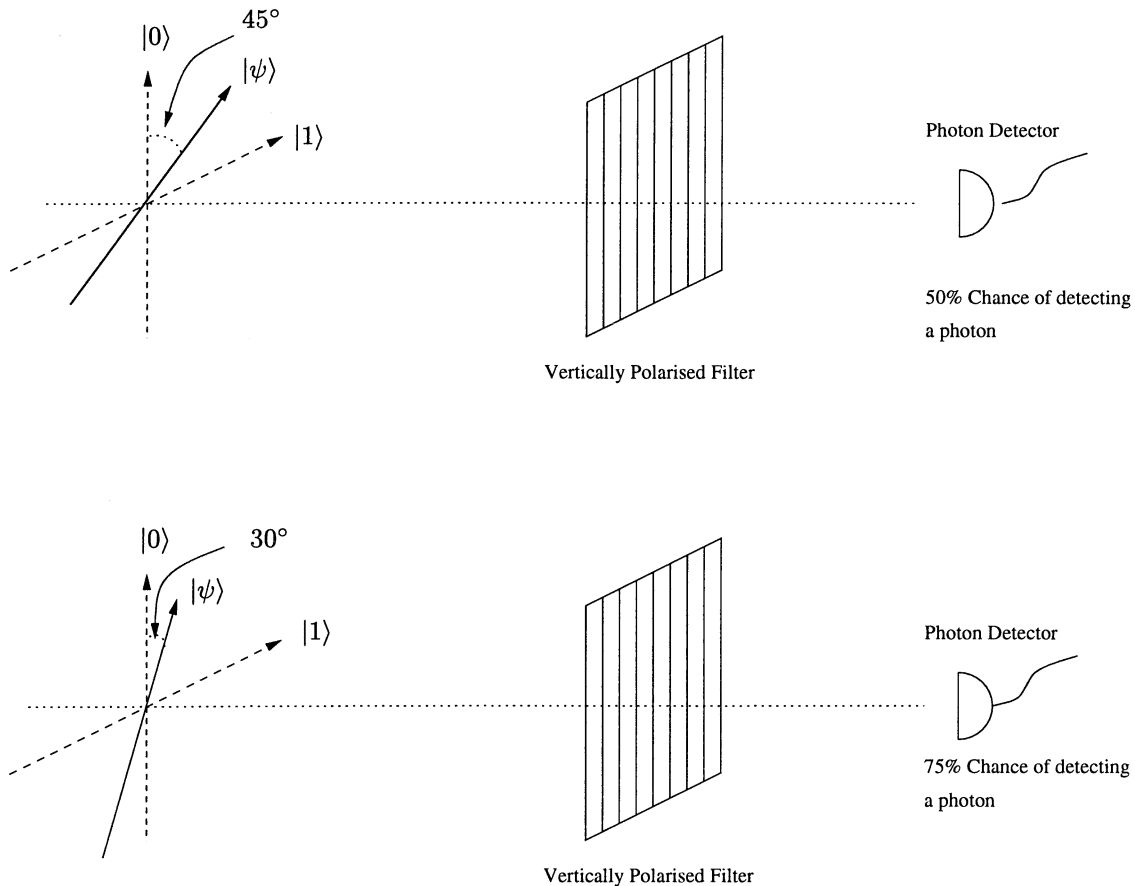 45°
|0⟩
|ψ⟩
|1⟩
Photon Detector
50% Chance of detecting
a photon
Vertically Polarised Filter
|0⟩
30°
|ψ⟩
|1⟩
Photon Detector
75% Chance of detecting
a photon
Vertically Polarised Filter